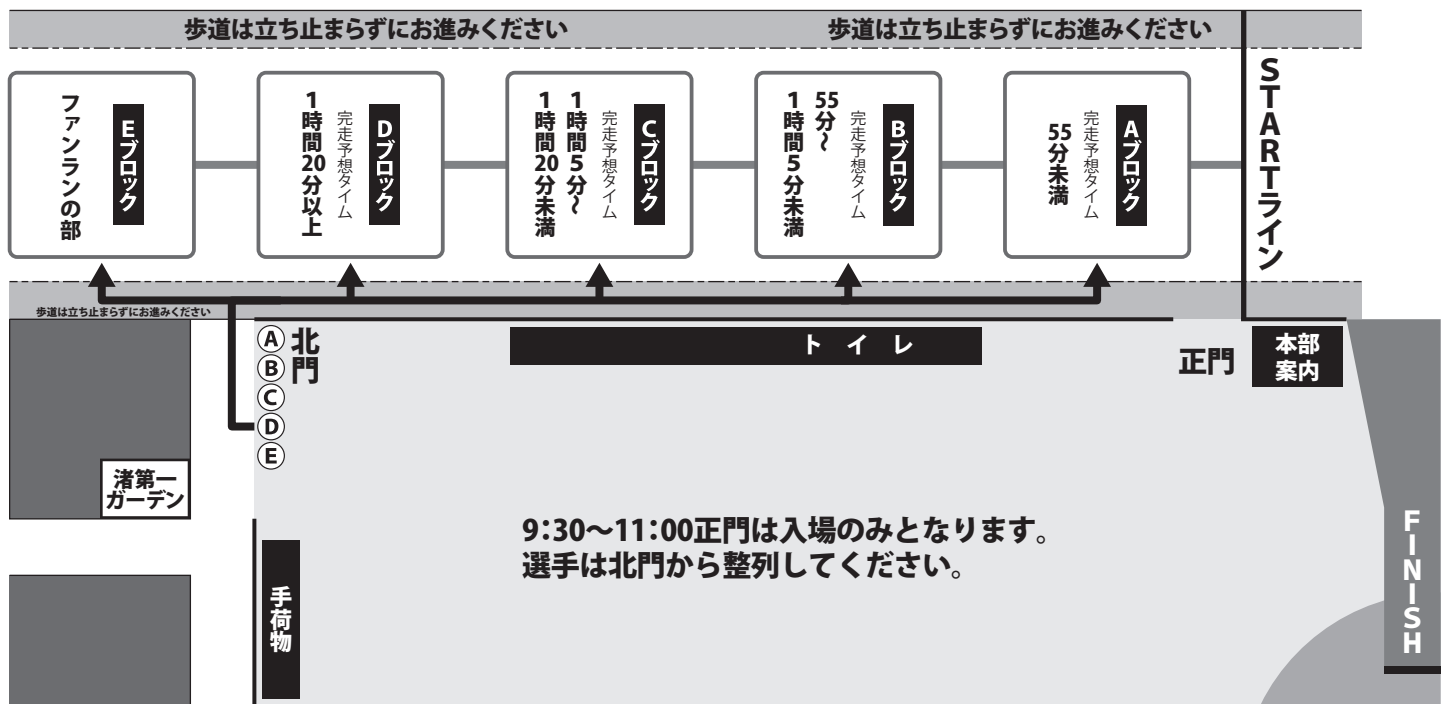 歩道は立ち止まらずにお進みください
歩道は立ち止まらずにお進みください
STARTライン
Aブロック
完走予想タイム
55分未満
Bブロック
完走予想タイム
55分〜
1時間5分未満
Cブロック
完走予想タイム
1時間5分〜
1時間20分未満
Dブロック
完走予想タイム
1時間20分以上
Eブロック
ファンランの部
歩道は立ち止まらずにお進みください
北門
A
B
C
D
E
トイレ
正門
本部
案内
渚第一
ガーデン
9:30〜11:00正門は入場のみとなります。
選手は北門から整列してください。
手荷物
FINISH